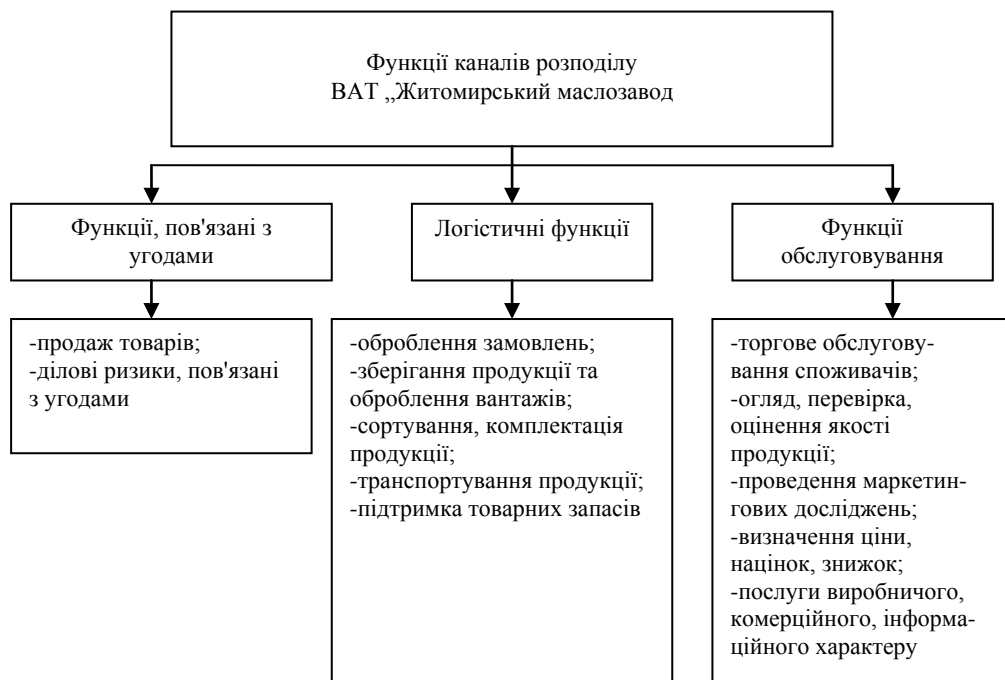 Функції каналів розподілу
ВАТ „Житомирський маслозавод
Функції, пов'язані з
угодами
Логістичні функції
Функції
обслуговування
-продаж товарів;
-ділові ризики, пов'язані
з угодами
-оброблення замовлень;
-зберігання продукції та
оброблення вантажів;
-сортування, комплектація
продукції;
-транспортування продукції;
-підтримка товарних запасів
-торгове обслугову-
вання споживачів;
-огляд, перевірка,
оцінення якості
продукції;
-проведення маркетин-
гових досліджень;
-визначення ціни,
націнок, знижок;
-послуги виробничого,
комерційного, інформа-
ційного характеру